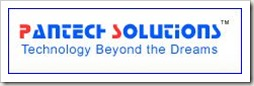 PANTECH SOLUTIONS™
Technology Beyond the Dreams